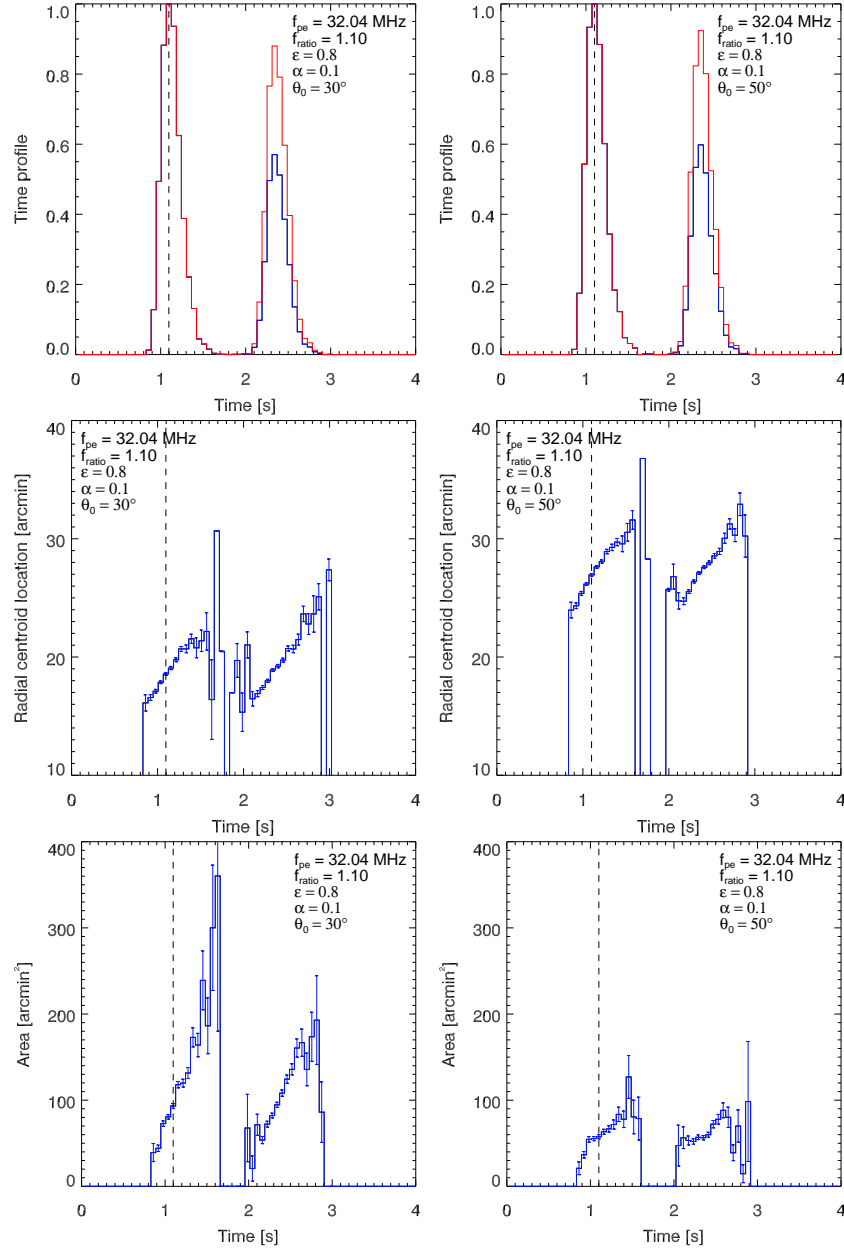 f_pe = 32.04 MHz
f_ratio = 1.10
ε = 0.8
α = 0.1
θ_0 = 30°
Time profile
1.0
0.8
0.6
0.4
0.2
0.0
0 1 2 3 4
Time [s]
f_pe = 32.04 MHz
f_ratio = 1.10
ε = 0.8
α = 0.1
θ_0 = 50°
Time profile
1.0
0.8
0.6
0.4
0.2
0.0
0 1 2 3 4
Time [s]
f_pe = 32.04 MHz
f_ratio = 1.10
ε = 0.8
α = 0.1
θ_0 = 30°
Radial centroid location [arcmin]
40
30
20
10
0 1 2 3 4
Time [s]
f_pe = 32.04 MHz
f_ratio = 1.10
ε = 0.8
α = 0.1
θ_0 = 50°
Radial centroid location [arcmin]
40
30
20
10
0 1 2 3 4
Time [s]
f_pe = 32.04 MHz
f_ratio = 1.10
ε = 0.8
α = 0.1
θ_0 = 30°
Area [arcmin²]
400
300
200
100
0
0 1 2 3 4
Time [s]
f_pe = 32.04 MHz
f_ratio = 1.10
ε = 0.8
α = 0.1
θ_0 = 50°
Area [arcmin²]
400
300
200
100
0
0 1 2 3 4
Time [s]